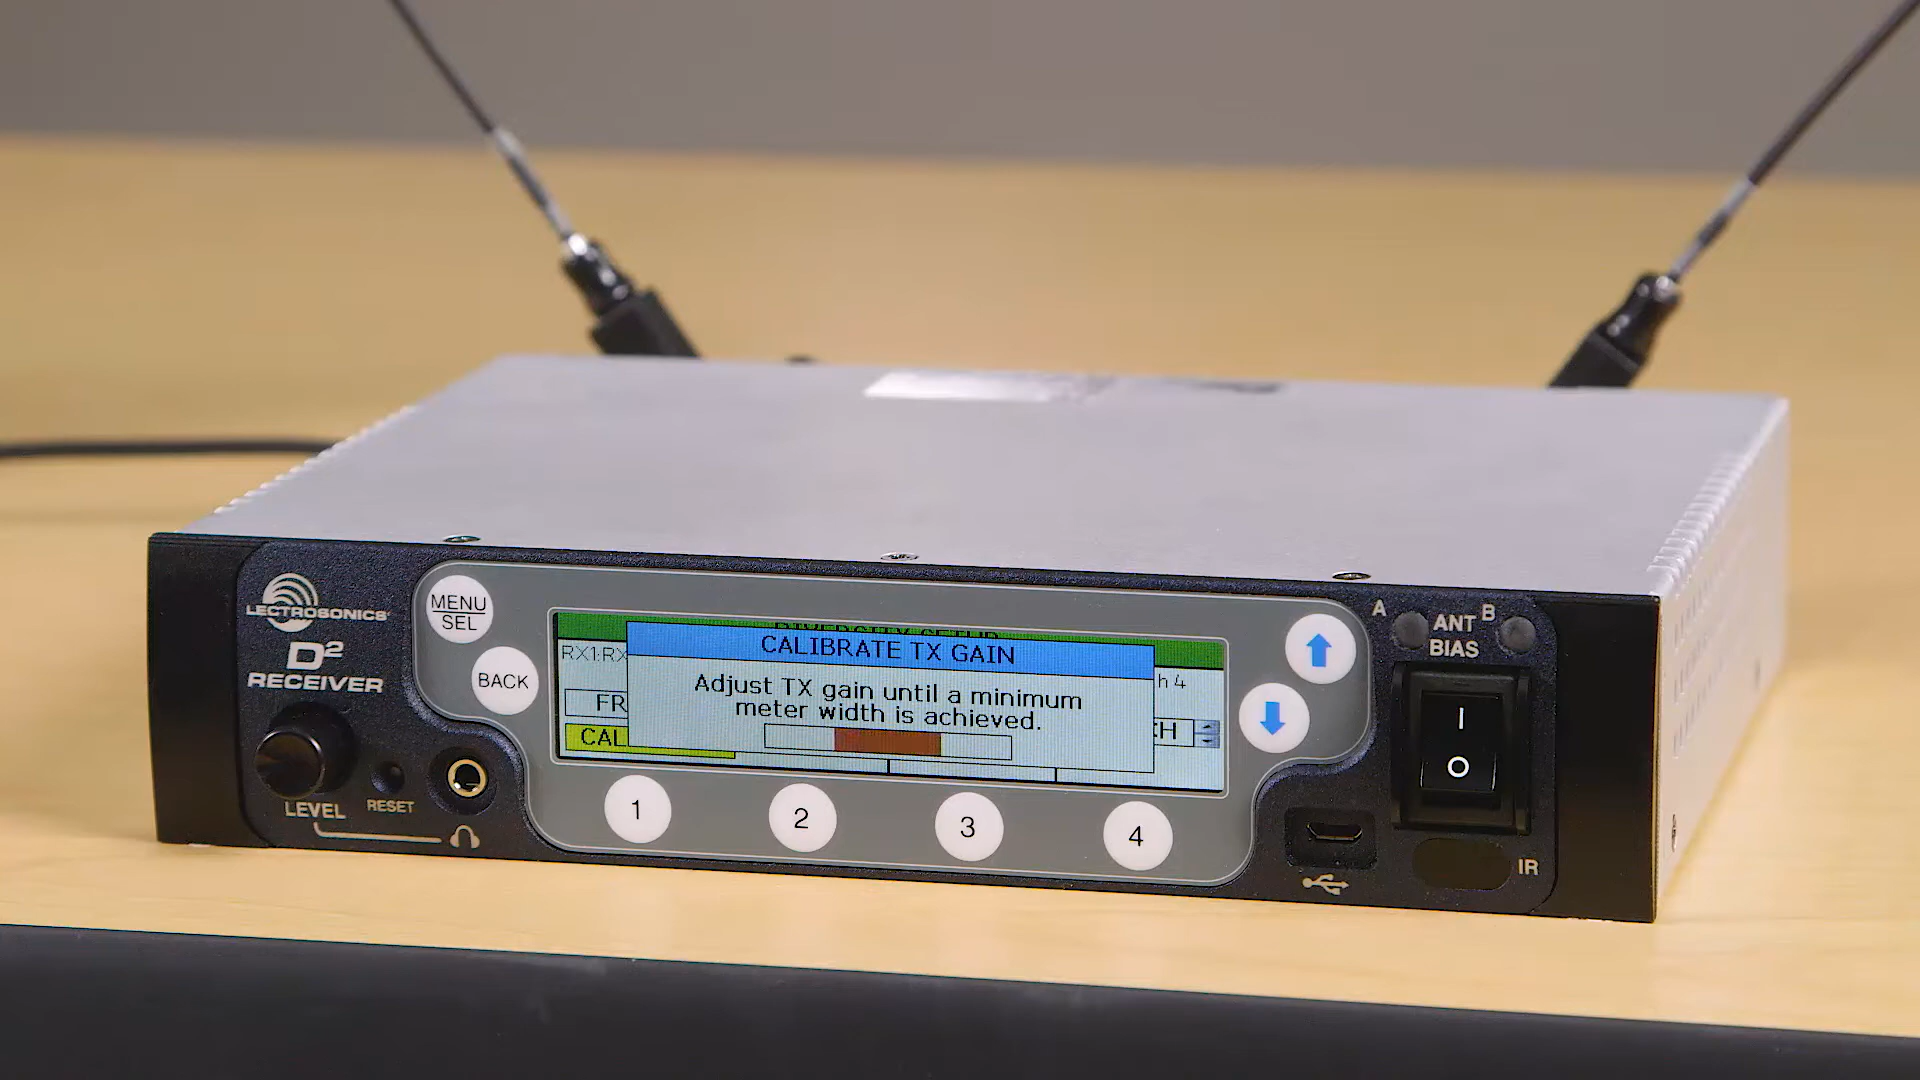 LECTROSONICS
D2
RECEIVER
LEVEL
RESET
MENU
SEL
BACK
CALIBRATE TX GAIN
Adjust TX gain until a minimum
meter width is achieved.
RX1:RX
h 4
FR
CH
CAL
1
2
3
4
A
ANT
BIAS
B
I
O
IR